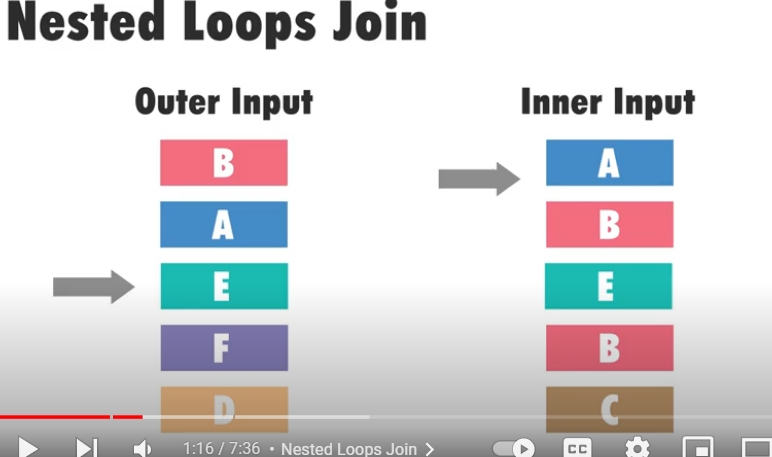 Nested Loops Join
Outer Input
Inner Input
B
A
A
B
E
E
F
B
D
C
1:16 / 7:36 • Nested Loops Join
CC